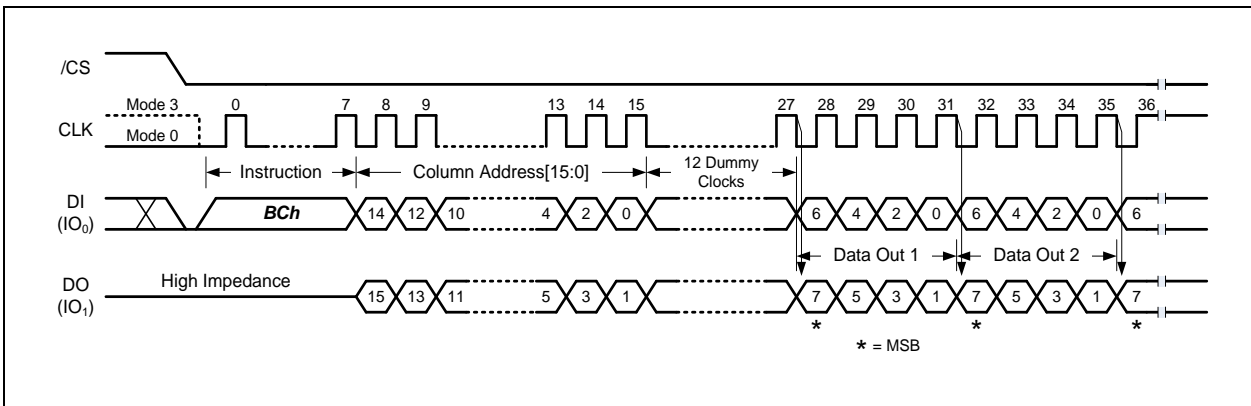 /CS
Mode 3 0 7 8 9 13 14 15 27 28 29 30 31 32 33 34 35 36
CLK
Mode 0
Instruction Column Address[15:0] 12 Dummy
Clocks
DI
(IO₀) BCh 14 12 10 4 2 0 6 4 2 0 6 4 2 0 6
Data Out 1 Data Out 2
DO High Impedance
(IO₁) 15 13 11 5 3 1 7 5 3 1 7 5 3 1 7
* * *
* = MSB